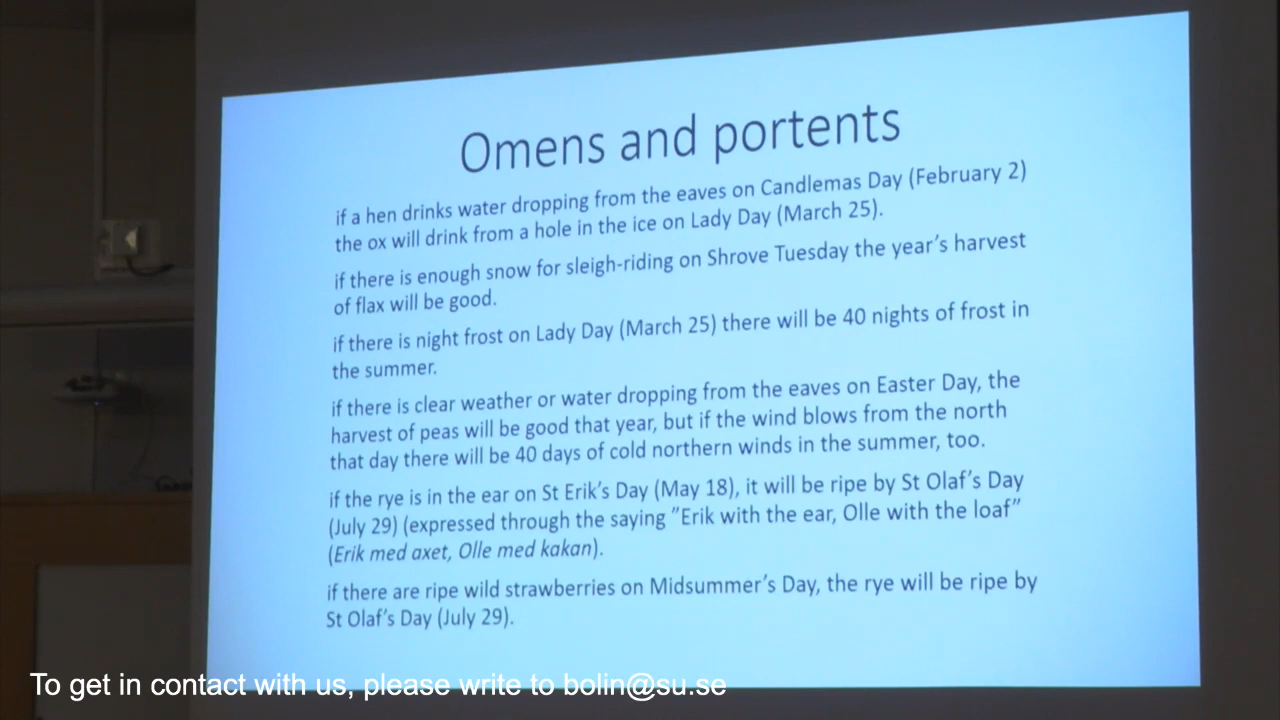 Omens and portents
if a hen drinks water dropping from the eaves on Candlemas Day (February 2)
the ox will drink from a hole in the ice on Lady Day (March 25).
if there is enough snow for sleigh-riding on Shrove Tuesday the year's harvest
of flax will be good.
if there is night frost on Lady Day (March 25) there will be 40 nights of frost in
the summer.
if there is clear weather or water dropping from the eaves on Easter Day, the
harvest of peas will be good that year, but if the wind blows from the north
that day there will be 40 days of cold northern winds in the summer, too.
if the rye is in the ear on St Erik's Day (May 18), it will be ripe by St Olaf's Day
(July 29) (expressed through the saying ”Erik with the ear, Olle with the loaf”
(Erik med axet, Olle med kakan).
if there are ripe wild strawberries on Midsummer's Day, the rye will be ripe by
St Olaf's Day (July 29).
To get in contact with us, please write to bolin@su.se